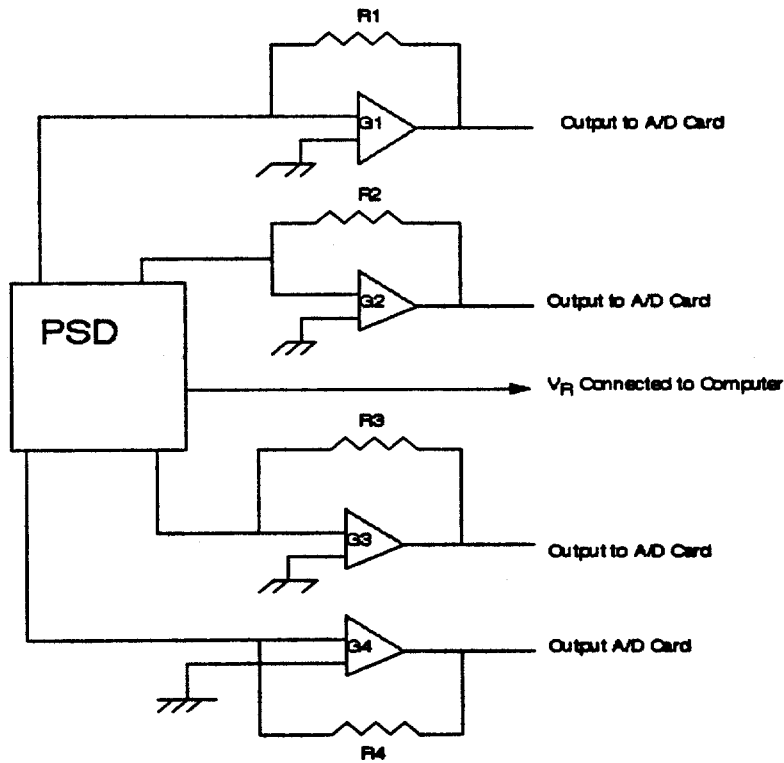 R1
G1
Output to A/D Card
R2
G2
Output to A/D Card
PSD
VR Connected to Computer
R3
G3
Output to A/D Card
G4
Output A/D Card
R4